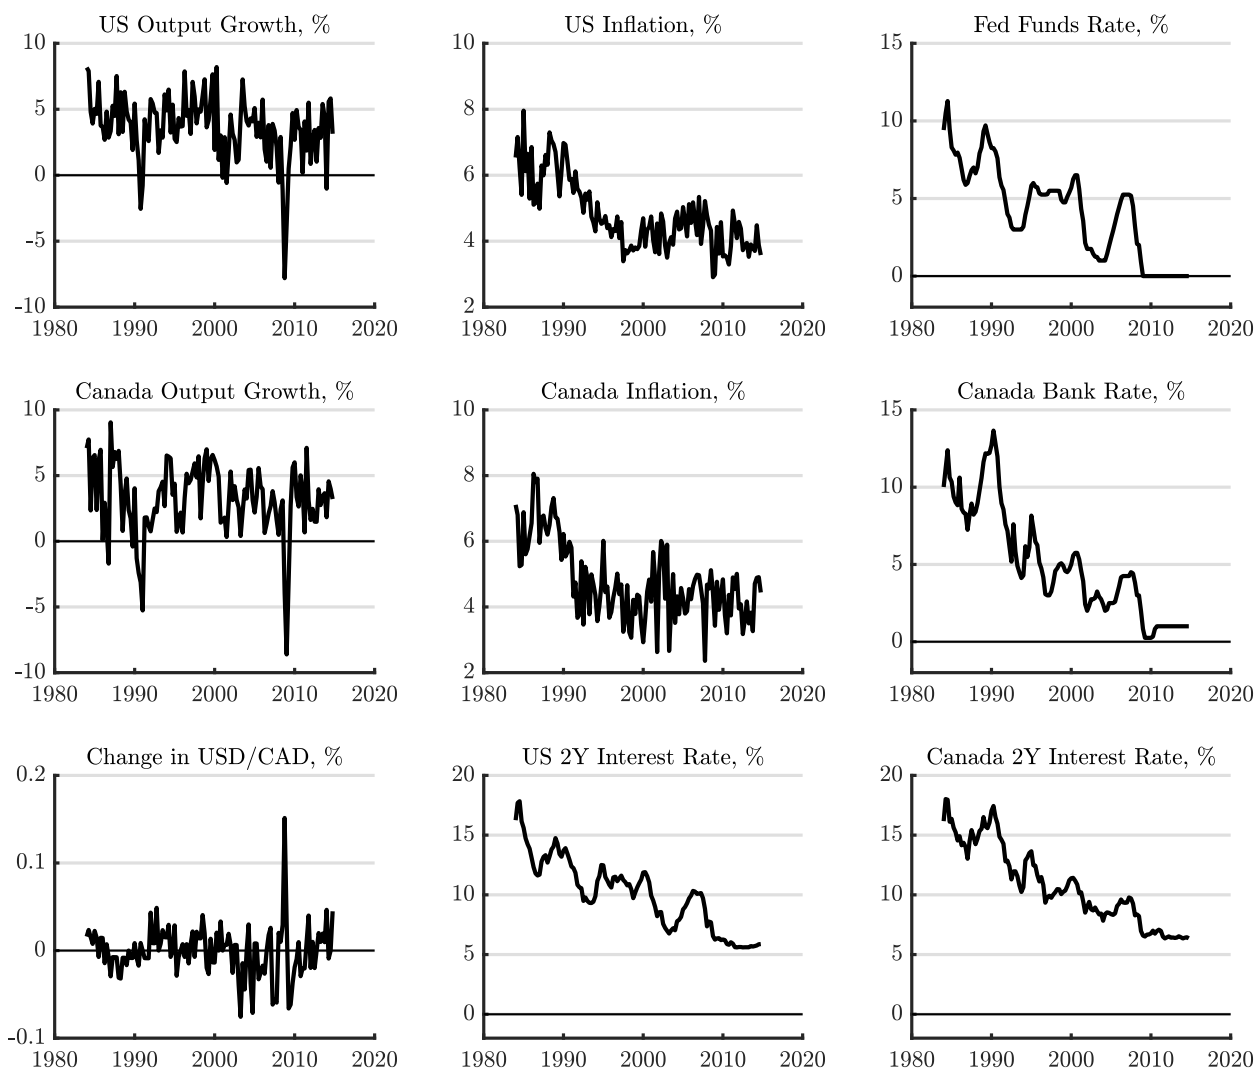 US Output Growth, % US Inflation, % Fed Funds Rate, %
10 10 15
5 8 10
0 6 5
-5 4 0
-10 2
1980 1990 2000 2010 2020 1980 1990 2000 2010 2020 1980 1990 2000 2010 2020
Canada Output Growth, % Canada Inflation, % Canada Bank Rate, %
10 10 15
5 8 10
0 6 5
-5 4 0
-10 2
1980 1990 2000 2010 2020 1980 1990 2000 2010 2020 1980 1990 2000 2010 2020
Change in USD/CAD, % US 2Y Interest Rate, % Canada 2Y Interest Rate, %
0.2 20 20
0.1 15 15
0 10 10
-0.1 5 5
0 0
1980 1990 2000 2010 2020 1980 1990 2000 2010 2020 1980 1990 2000 2010 2020